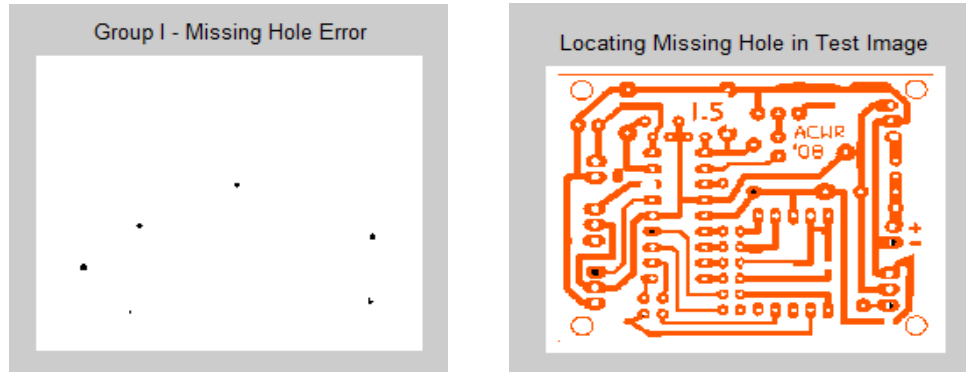 Group I - Missing Hole Error
Locating Missing Hole in Test Image
1.5
ACWR
'08
+
-